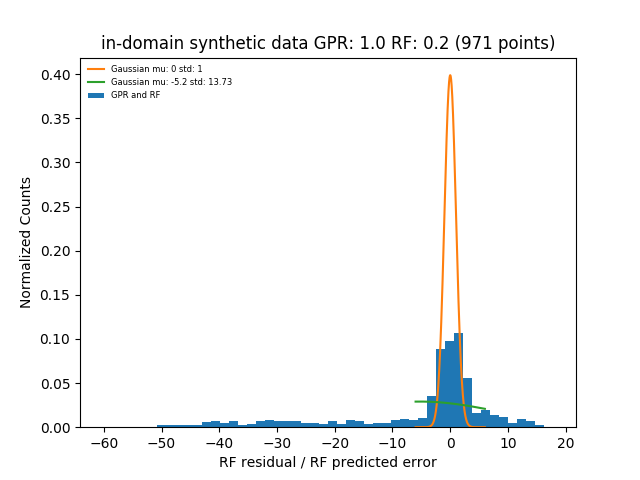 in-domain synthetic data GPR: 1.0 RF: 0.2 (971 points)
Gaussian mu: 0 std: 1
Gaussian mu: -5.2 std: 13.73
GPR and RF
0.40
0.35
0.30
0.25
0.20
0.15
0.10
0.05
0.00
Normalized Counts
−60 −50 −40 −30 −20 −10 0 10 20
RF residual / RF predicted error